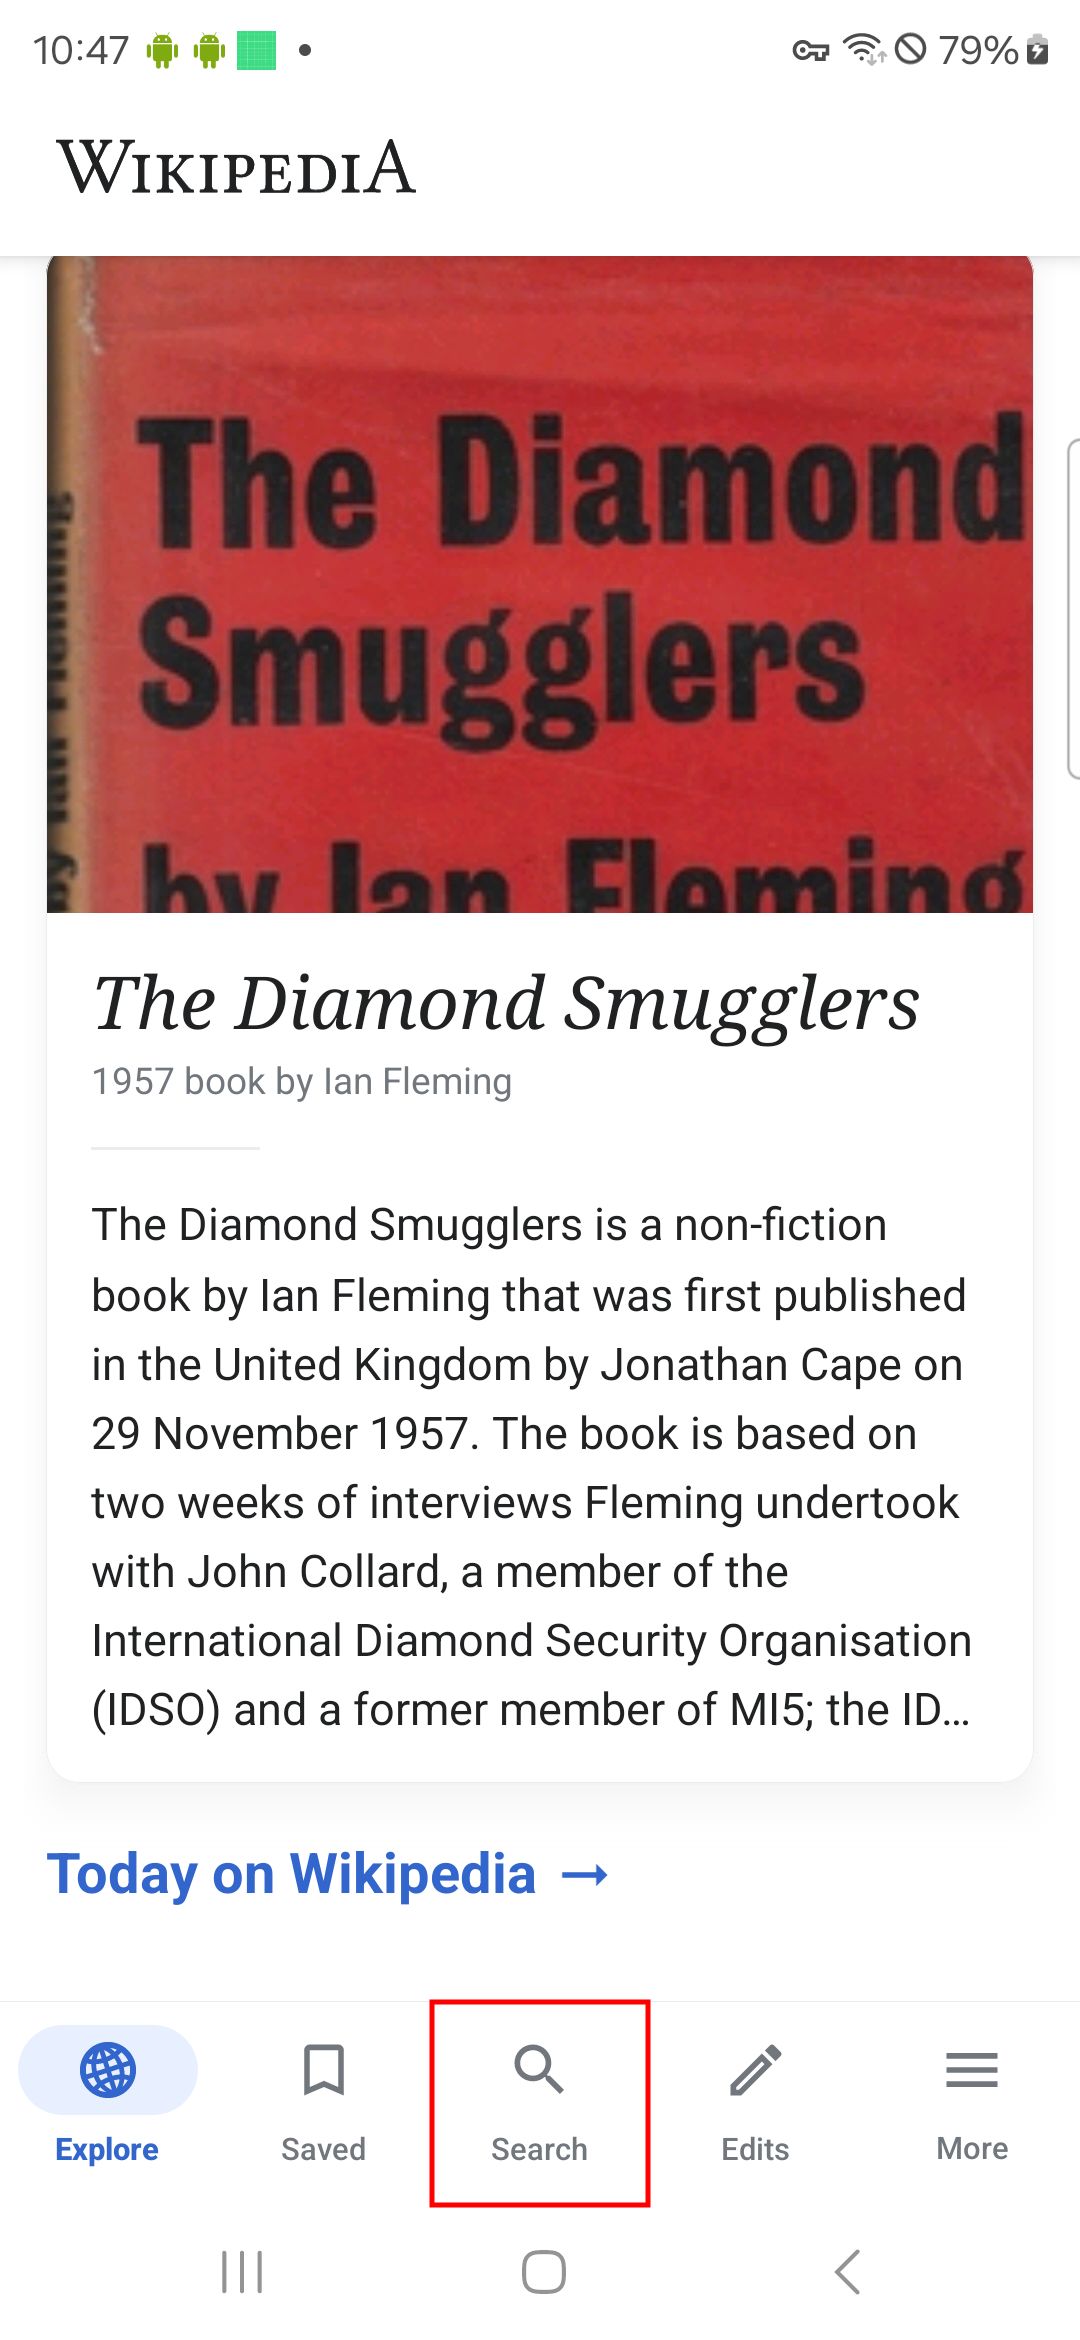 10:47
79%
WIKIPEDIA
The Diamond
Smugglers
by Ian Fleming
The Diamond Smugglers
1957 book by Ian Fleming
The Diamond Smugglers is a non-fiction
book by Ian Fleming that was first published
in the United Kingdom by Jonathan Cape on
29 November 1957. The book is based on
two weeks of interviews Fleming undertook
with John Collard, a member of the
International Diamond Security Organisation
(IDSO) and a former member of MI5; the ID...
Today on Wikipedia →
Explore
Saved
Search
Edits
More